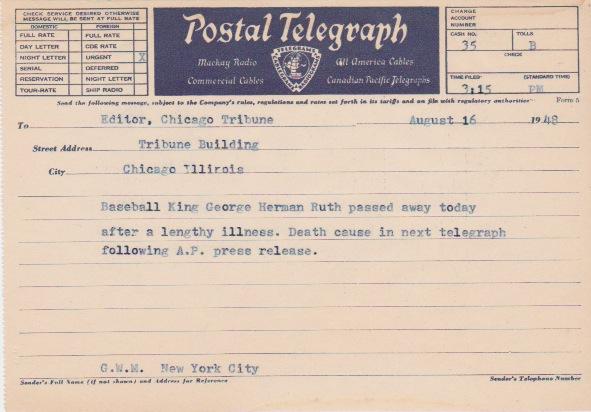 CHECK SERVICE DESIRED OTHERWISE
MESSAGE WILL BE SENT AT FULL RATE
DOMESTIC FOREIGN
FULL RATE FULL RATE
DAY LETTER CDE RATE
NIGHT LETTER URGENT X
SERIAL DEFERRED
RESERVATION NIGHT LETTER
TOUR-RATE SHIP RADIO
Postal Telegraph
Mackay Radio All America Cables
Commercial Cables Canadian Pacific Telegraphs
CHARGE
ACCOUNT
NUMBER
CASH NO. TOLLS
35 B
CHECK
TIME FILED (STANDARD TIME)
3:15 PM
Send the following message, subject to the Company's rules, regulations and rates set forth in its tariffs and on file with regulatory authorities Form 5
To Editor, Chicago Tribune August 16 1948
Street Address Tribune Building
City Chicago Illirois
Baseball King George Herman Ruth passed away today
after a lengthy illness. Death cause in next telegraph
following A.P. press release.
G.W.M. New York City
Sender's Full Name (if not shown) and Address for Reference Sender's Telephone Number